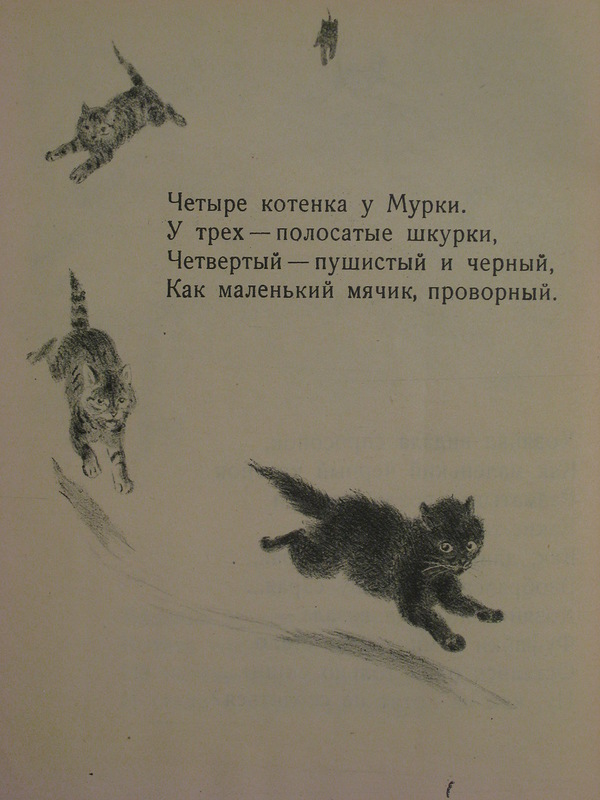 Четыре котенка у Мурки.
У трех — полосатые шкурки,
Четвертый — пушистый и черный,
Как маленький мячик, проворный.